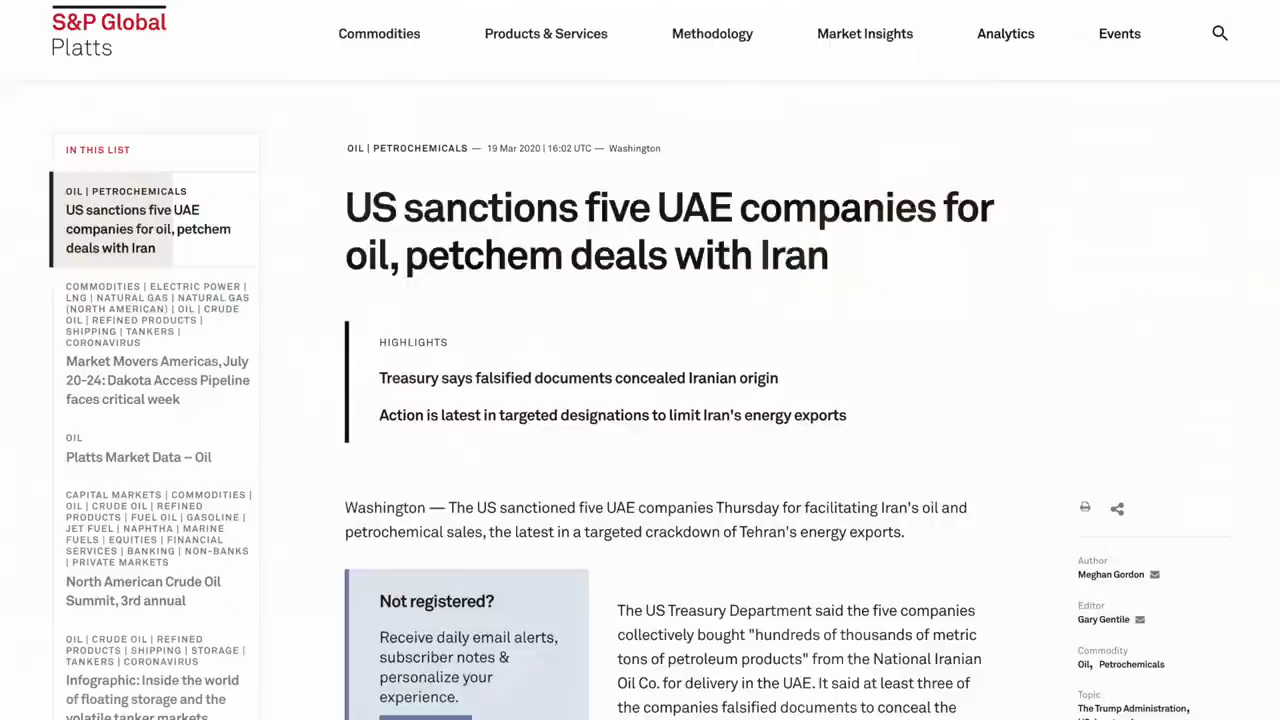 S&P Global
Platts
Commodities
Products & Services
Methodology
Market Insights
Analytics
Events
IN THIS LIST
OIL | PETROCHEMICALS
US sanctions five UAE
companies for oil, petchem
deals with Iran
COMMODITIES | ELECTRIC POWER |
LNG | NATURAL GAS | NATURAL GAS
(NORTH AMERICAN) | OIL | CRUDE
OIL | REFINED PRODUCTS |
SHIPPING | TANKERS |
CORONAVIRUS
Market Movers Americas, July
20-24: Dakota Access Pipeline
faces critical week
OIL
Platts Market Data – Oil
CAPITAL MARKETS | COMMODITIES |
OIL | CRUDE OIL | REFINED
PRODUCTS | FUEL OIL | GASOLINE |
JET FUEL | NAPHTHA | MARINE
FUELS | EQUITIES | FINANCIAL
SERVICES | BANKING | NON-BANKS
| PRIVATE MARKETS
North American Crude Oil
Summit, 3rd annual
OIL | CRUDE OIL | REFINED
PRODUCTS | SHIPPING | STORAGE |
TANKERS | CORONAVIRUS
Infographic: Inside the world
of floating storage and the
volatile tanker markets
OIL | PETROCHEMICALS — 19 Mar 2020 | 16:02 UTC — Washington
US sanctions five UAE companies for
oil, petchem deals with Iran
HIGHLIGHTS
Treasury says falsified documents concealed Iranian origin
Action is latest in targeted designations to limit Iran's energy exports
Washington — The US sanctioned five UAE companies Thursday for facilitating Iran's oil and
petrochemical sales, the latest in a targeted crackdown of Tehran's energy exports.
Not registered?
Receive daily email alerts,
subscriber notes &
personalize your
experience.
The US Treasury Department said the five companies
collectively bought "hundreds of thousands of metric
tons of petroleum products" from the National Iranian
Oil Co. for delivery in the UAE. It said at least three of
the companies falsified documents to conceal the
Author
Meghan Gordon
Editor
Gary Gentile
Commodity
Oil, Petrochemicals
Topic
The Trump Administration,